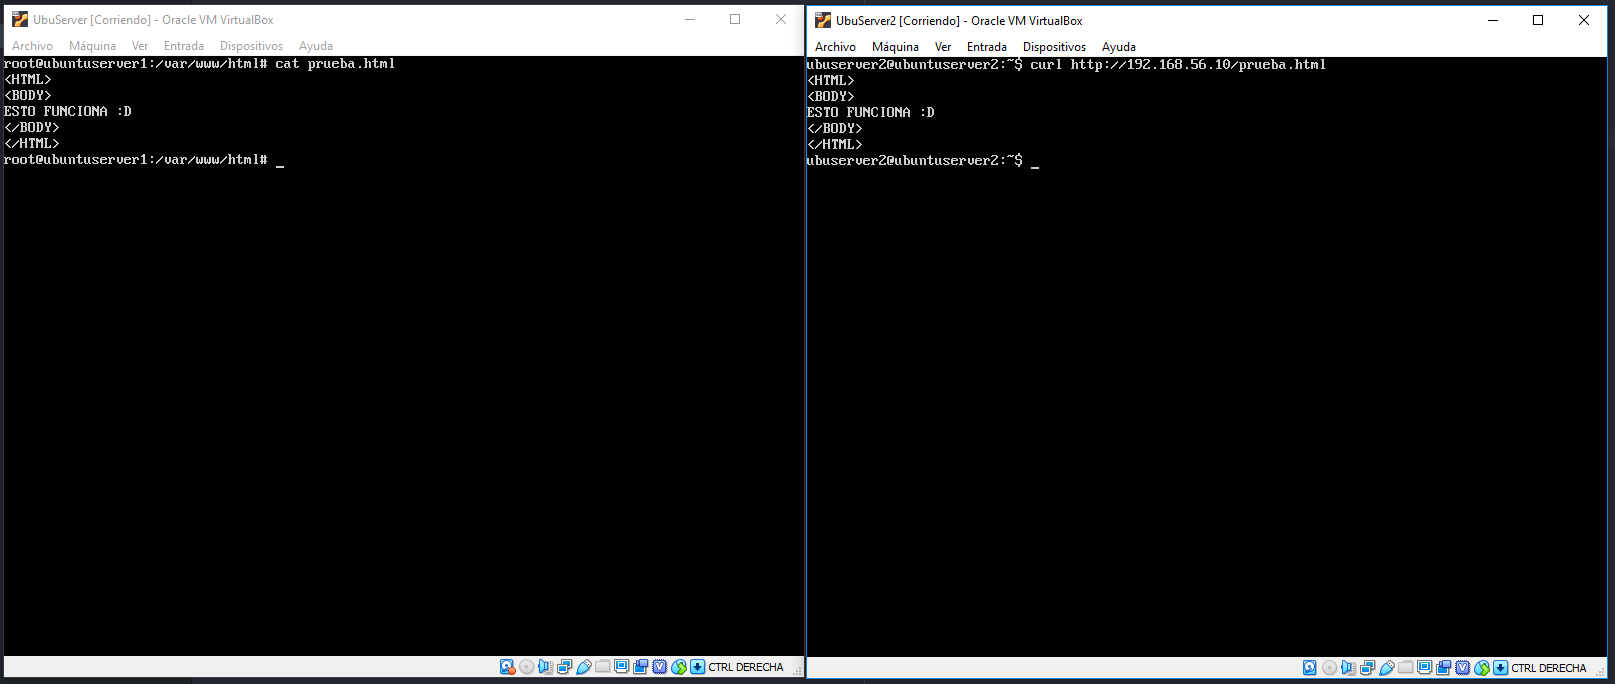 UbuServer [Corriendo] - Oracle VM VirtualBox
Archivo Máquina Ver Entrada Dispositivos Ayuda
root@ubuntuserver1:/var/www/html# cat prueba.html
<HTML>
<BODY>
ESTO FUNCIONA :D
</BODY>
</HTML>
root@ubuntuserver1:/var/www/html# _
CTRL DERECHA
UbuServer2 [Corriendo] - Oracle VM VirtualBox
Archivo Máquina Ver Entrada Dispositivos Ayuda
ubuserver2@ubuntuserver2:~$ curl http://192.168.56.10/prueba.html
<HTML>
<BODY>
ESTO FUNCIONA :D
</BODY>
</HTML>
ubuserver2@ubuntuserver2:~$ _
CTRL DERECHA